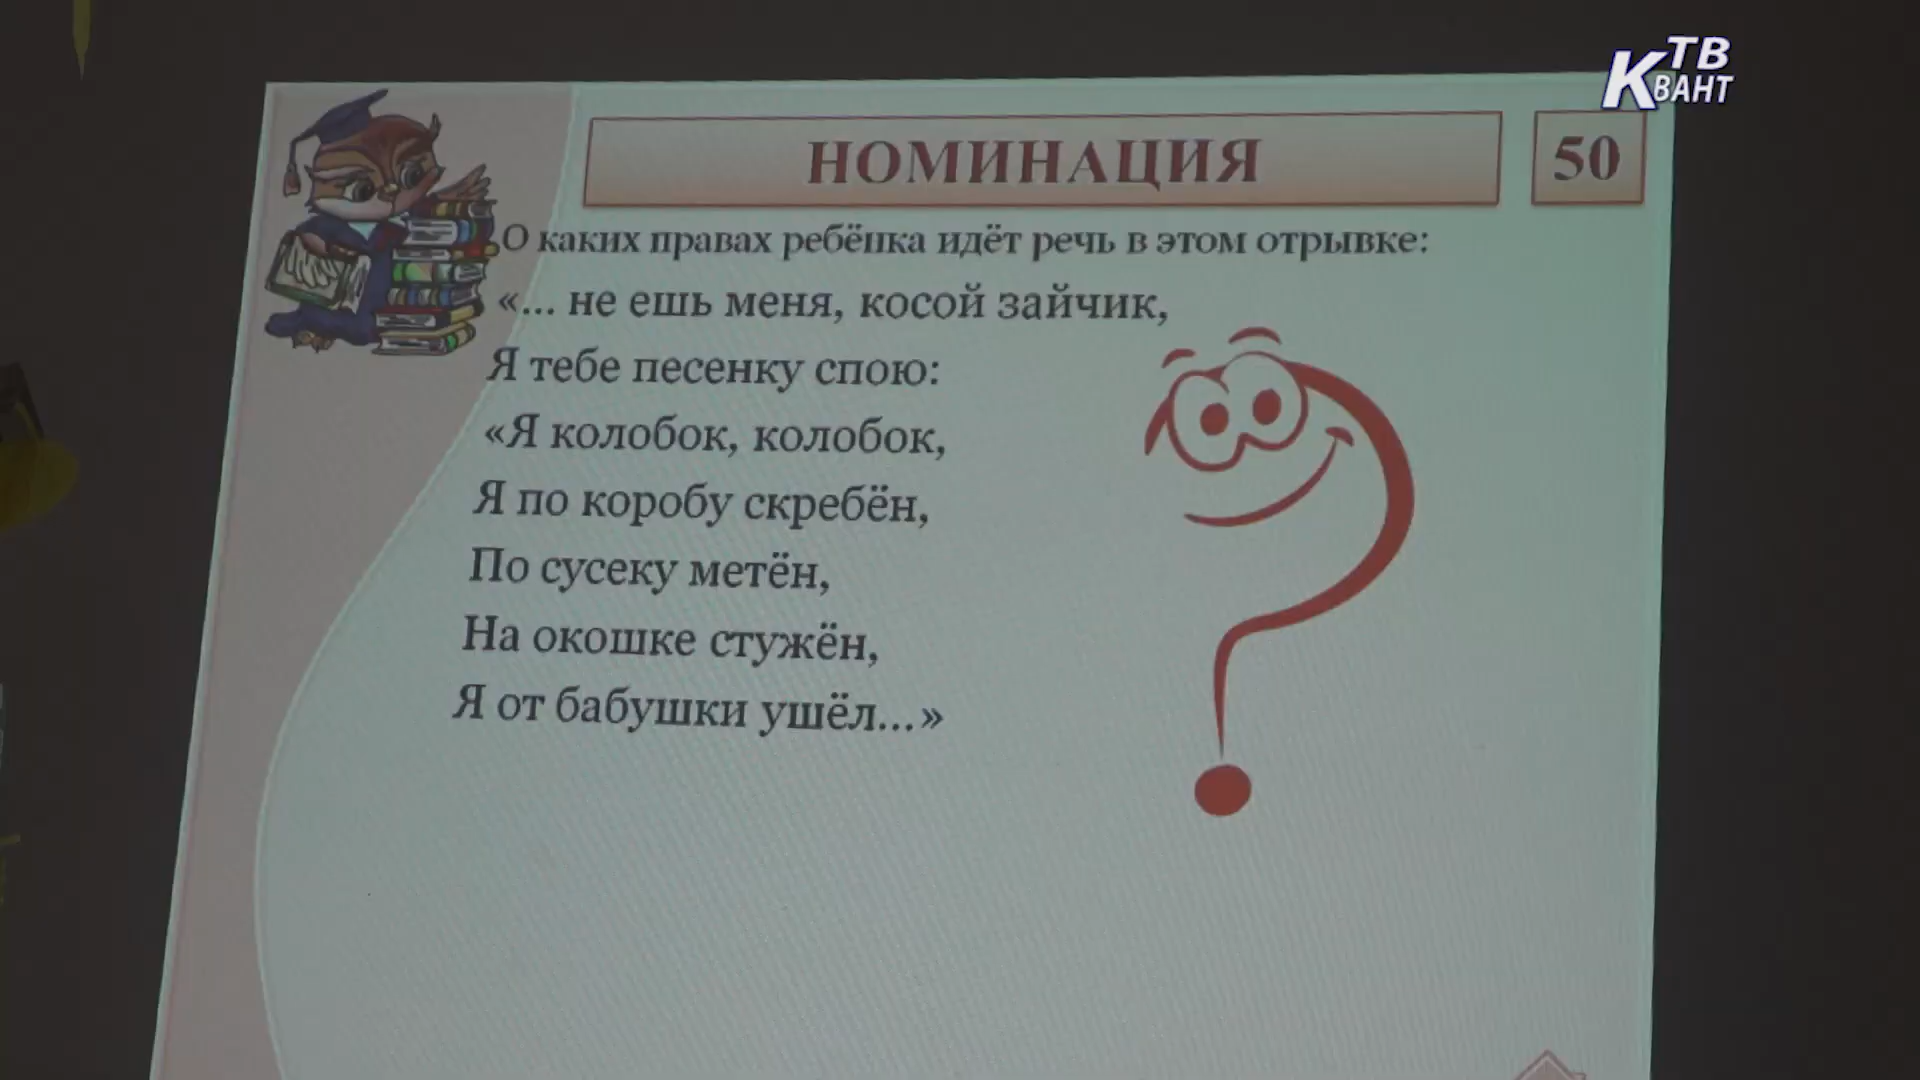 ТВ
КВАНТ
НОМИНАЦИЯ
50
О каких правах ребёнка идёт речь в этом отрывке:
«... не ешь меня, косой зайчик,
Я тебе песенку спою:
«Я колобок, колобок,
Я по коробу скребён,
По сусеку метён,
На окошке стужён,
Я от бабушки ушёл...»